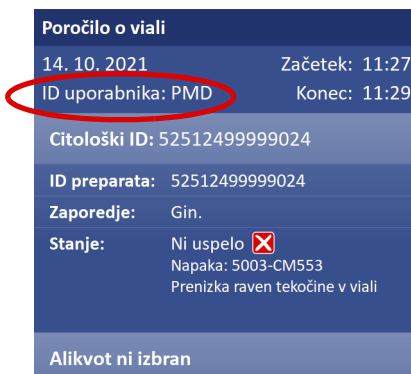 Poročilo o viali
14. 10. 2021 Začetek: 11:27
ID uporabnika: PMD Konec: 11:29
Citološki ID: 52512499999024
ID preparata: 52512499999024
Zaporedje: Gin.
Stanje: Ni uspelo
Napaka: 5003-CM553
Prenizka raven tekočine v viali
Alikvot ni izbran